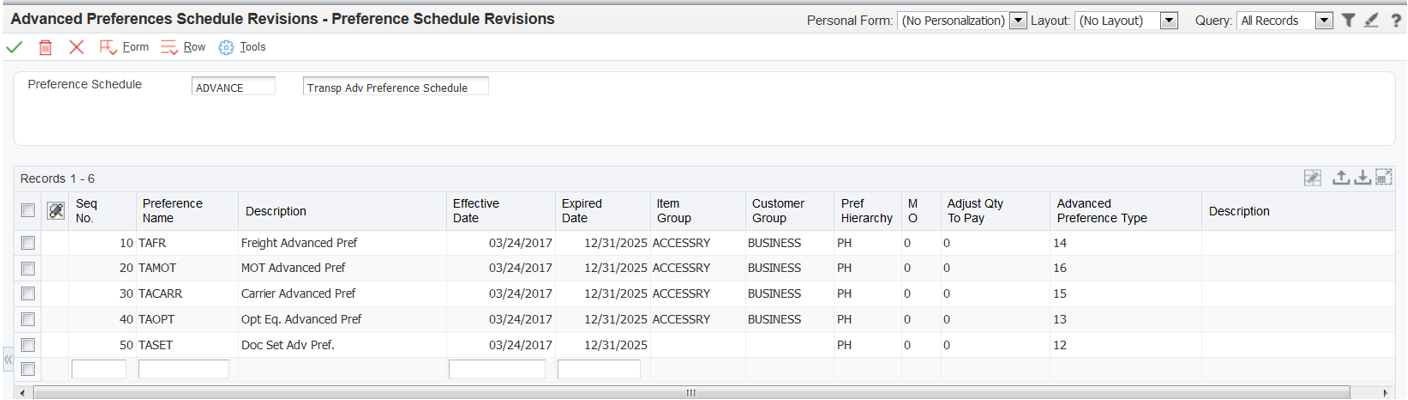 Advanced Preferences Schedule Revisions - Preference Schedule Revisions
Personal Form: (No Personalization) Layout: (No Layout) Query: All Records
Form Row Tools
Preference Schedule ADVANCE Transp Adv Preference Schedule
Records 1 - 6
Seq No. Preference Name Description Effective Date Expired Date Item Group Customer Group Pref Hierarchy M O Adjust Qty To Pay Advanced Preference Type Description
10 TAFR Freight Advanced Pref 03/24/2017 12/31/2025 ACCESSRY BUSINESS PH 0 0 14
20 TAMOT MOT Advanced Pref 03/24/2017 12/31/2025 ACCESSRY BUSINESS PH 0 0 16
30 TACARR Carrier Advanced Pref 03/24/2017 12/31/2025 ACCESSRY BUSINESS PH 0 0 15
40 TAOPT Opt Eq. Advanced Pref 03/24/2017 12/31/2025 ACCESSRY BUSINESS PH 0 0 13
50 TASET Doc Set Adv Pref. 03/24/2017 12/31/2025 PH 0 0 12